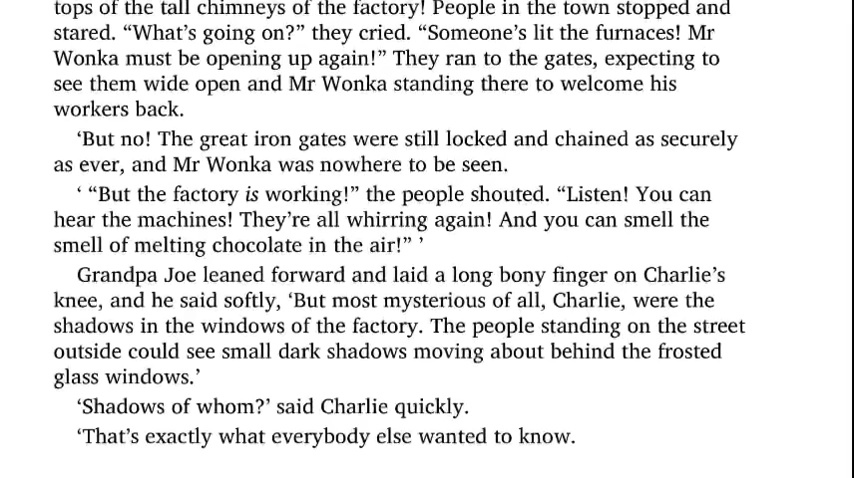 tops of the tall chimneys of the factory! People in the town stopped and
stared. “What’s going on?” they cried. “Someone’s lit the furnaces! Mr
Wonka must be opening up again!” They ran to the gates, expecting to
see them wide open and Mr Wonka standing there to welcome his
workers back.
‘But no! The great iron gates were still locked and chained as securely
as ever, and Mr Wonka was nowhere to be seen.
‘ “But the factory is working!” the people shouted. “Listen! You can
hear the machines! They’re all whirring again! And you can smell the
smell of melting chocolate in the air!” ’
Grandpa Joe leaned forward and laid a long bony finger on Charlie’s
knee, and he said softly, ‘But most mysterious of all, Charlie, were the
shadows in the windows of the factory. The people standing on the street
outside could see small dark shadows moving about behind the frosted
glass windows.’
‘Shadows of whom?’ said Charlie quickly.
‘That’s exactly what everybody else wanted to know.